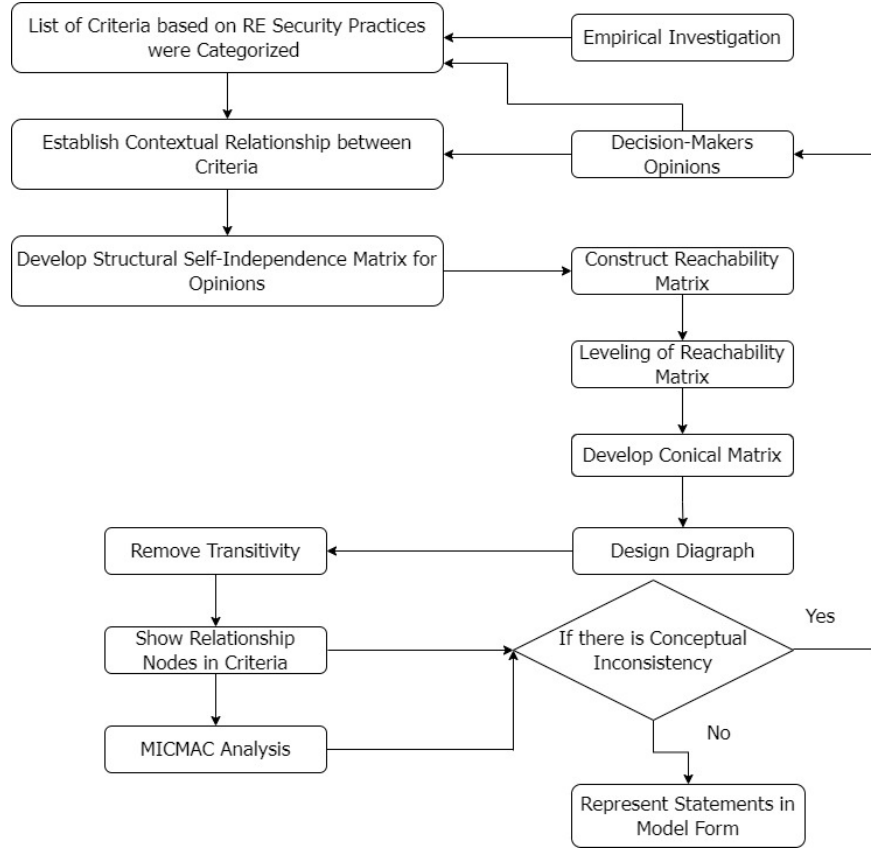 List of Criteria based on RE Security Practices
were Categorized
Empirical Investigation
Establish Contextual Relationship between
Criteria
Decision-Makers
Opinions
Develop Structural Self-Independence Matrix for
Opinions
Construct Reachability
Matrix
Leveling of Reachability
Matrix
Develop Conical Matrix
Remove Transitivity
Design Diagraph
Show Relationship
Nodes in Criteria
If there is Conceptual
Inconsistency
Yes
MICMAC Analysis
No
Represent Statements in
Model Form